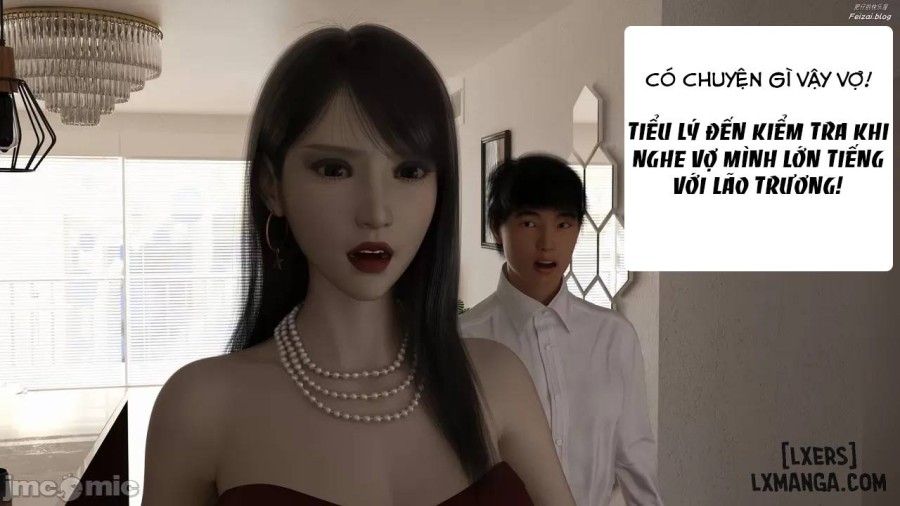 Feizai.blog
CÓ CHUYỆN GÌ VẬY VỢ!
TIỂU LÝ ĐẾN KIỂM TRA KHI
NGHE VỢ MÌNH LỚN TIẾNG
VỚI LÃO TRƯƠNG!
[LXERS]
LXMANGA.COM
jmcomic